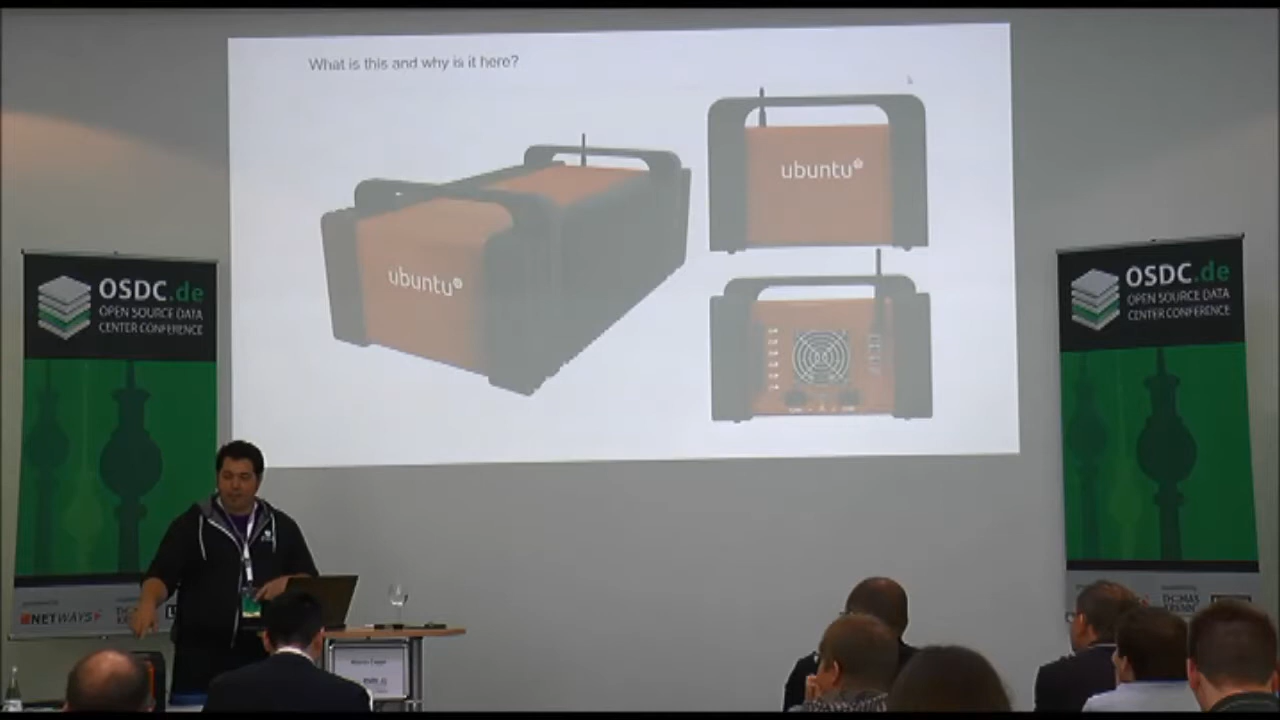 What is this and why is it here?
ubuntu
ubuntu
OSDC.de
OPEN SOURCE DATA
CENTER CONFERENCE
OSDC.de
OPEN SOURCE DATA
CENTER CONFERENCE
NETWAYS
THOMAS